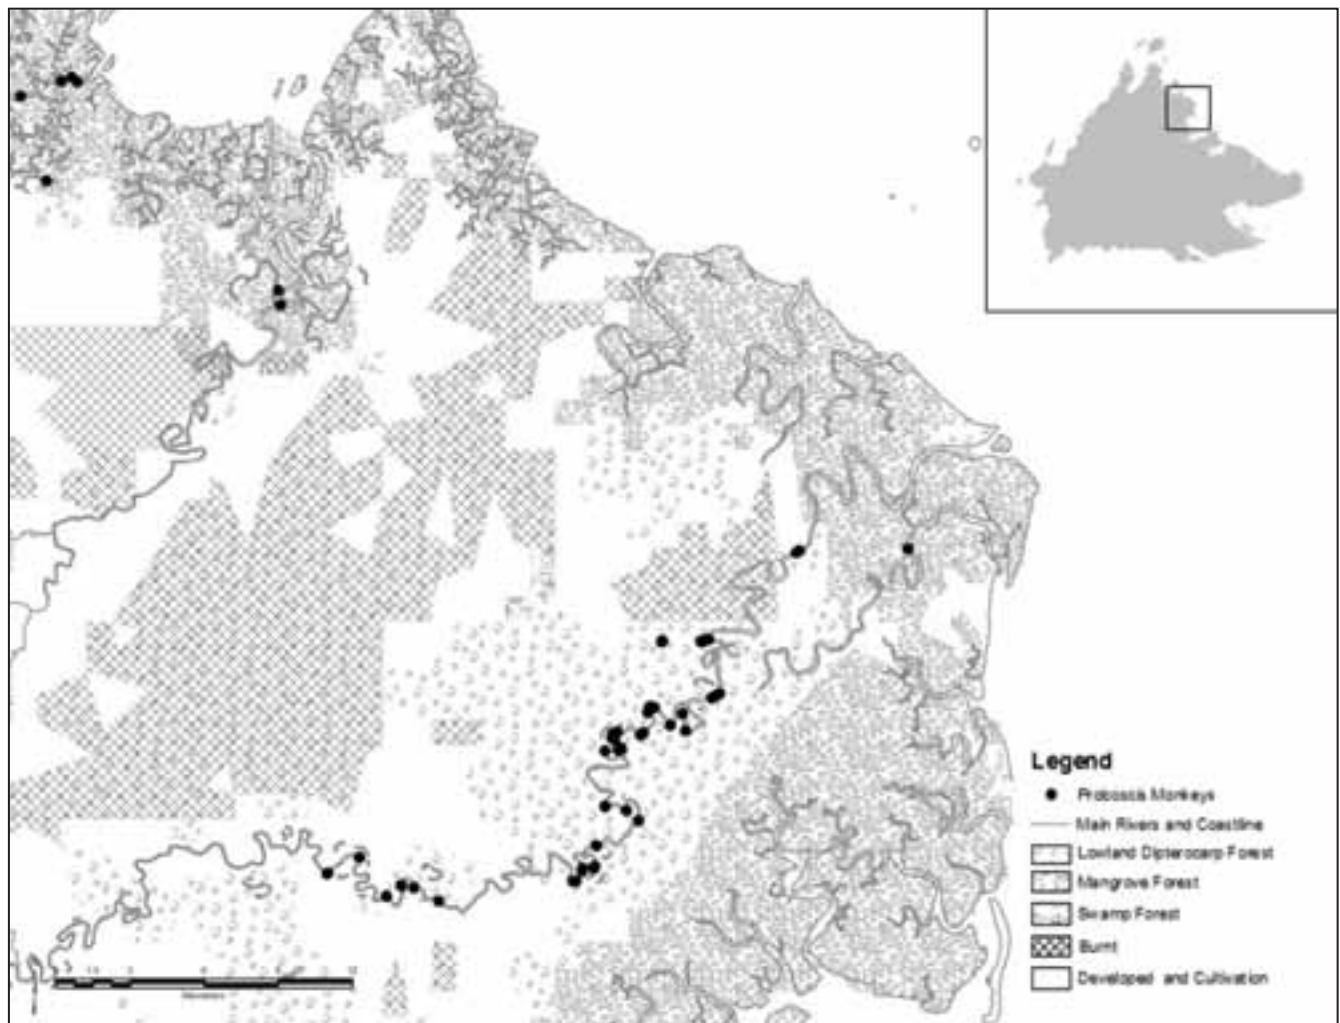 Legend
Proboscis Monkeys
Main Rivers and Coastline
Lowland Dipterocarp Forest
Mangrove Forest
Swamp Forest
Burnt
Developed and Cultivation